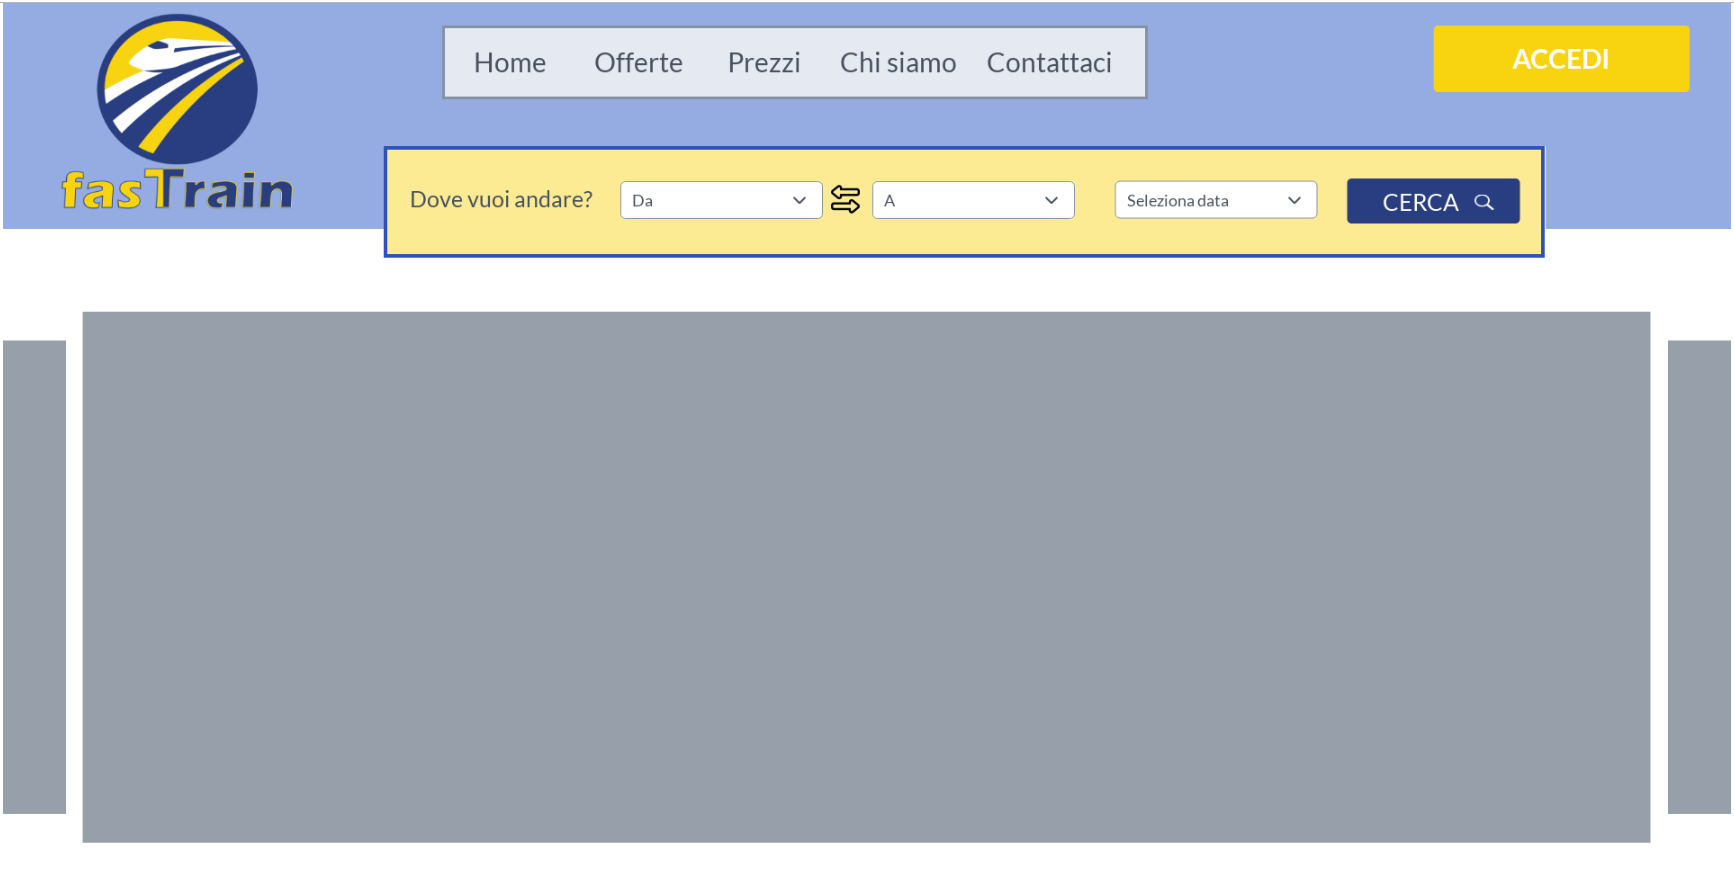 Home Offerte Prezzi Chi siamo Contattaci
ACCEDI
fasTrain
Dove vuoi andare? Da A Seleziona data CERCA